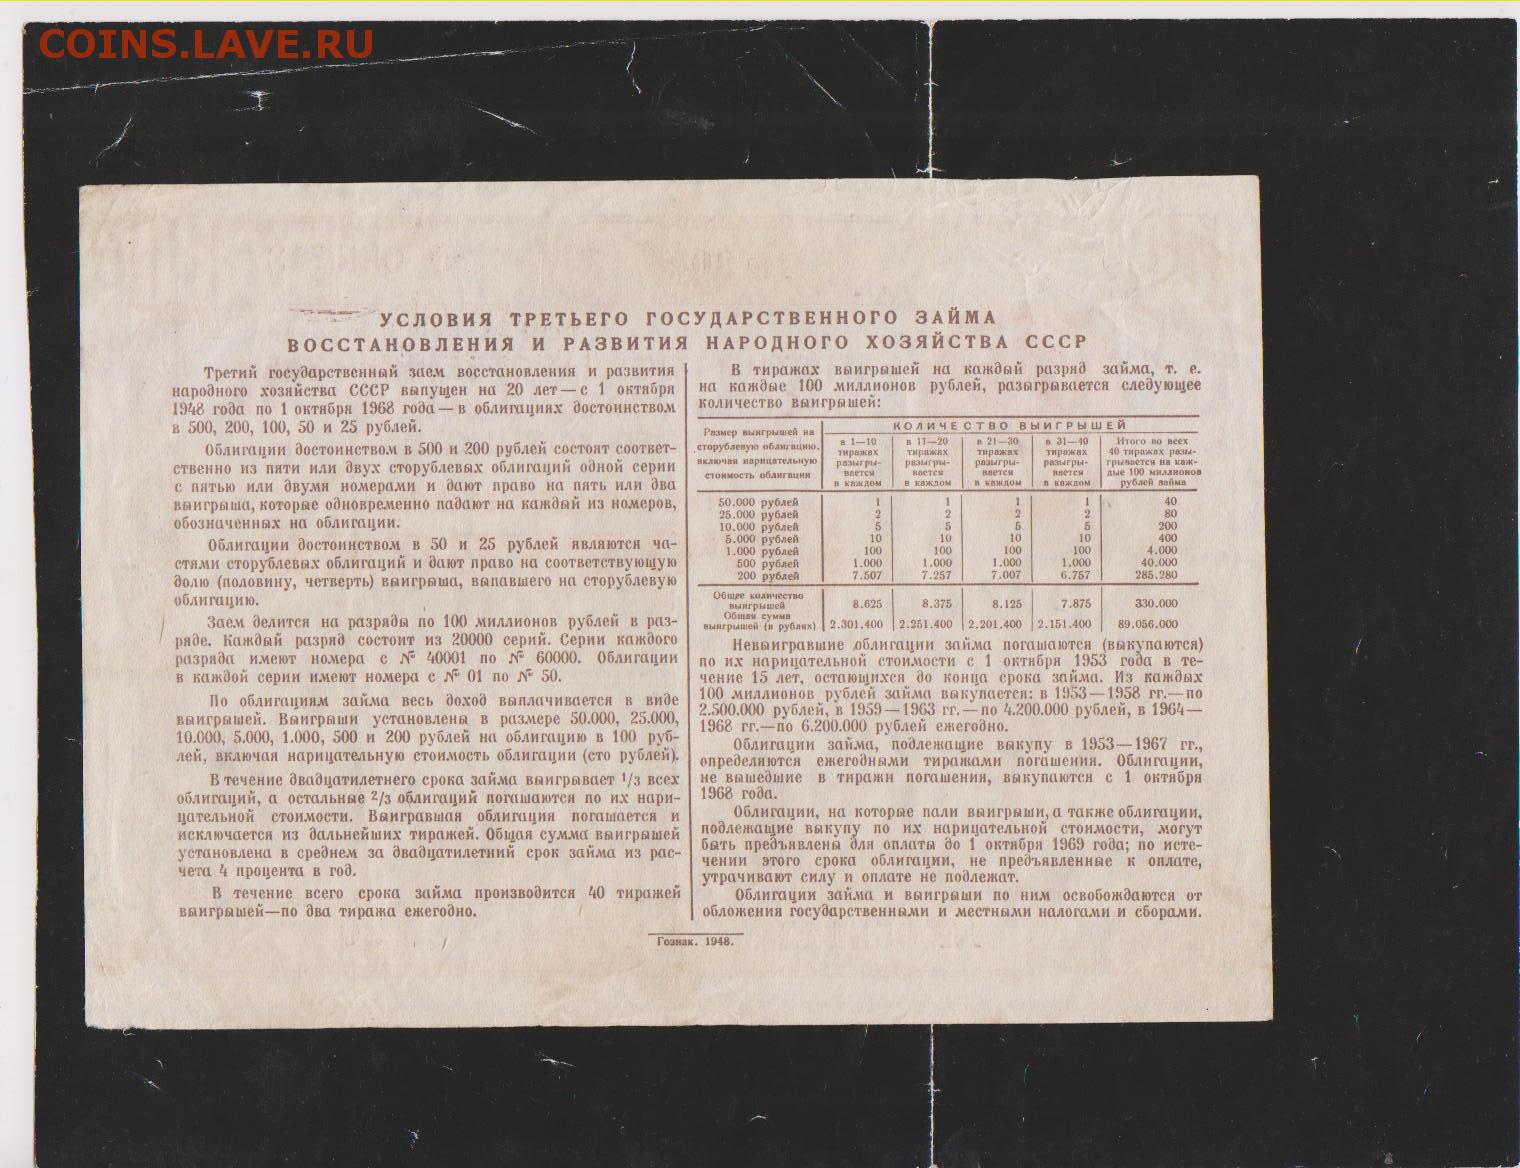 COINS.LAVE.RU
УСЛОВИЯ ТРЕТЬЕГО ГОСУДАРСТВЕННОГО ЗАЙМА
ВОССТАНОВЛЕНИЯ И РАЗВИТИЯ НАРОДНОГО ХОЗЯЙСТВА СССР
Третий государственный заем восстановления и развития
народного хозяйства СССР выпущен на 20 лет — с 1 октября
1948 года по 1 октября 1968 года — в облигациях достоинством
в 500, 200, 100, 50 и 25 рублей.
Облигации достоинством в 500 и 200 рублей состоят соответ-
ственно из пяти или двух сторублевых облигаций одной серии
с пятью или двумя номерами и дают право на пять или два
выигрыша, которые одновременно падают на каждый из номеров,
обозначенных на облигации.
Облигации достоинством в 50 и 25 рублей являются ча-
стями сторублевых облигаций и дают право на соответствующую
долю (половину, четверть) выигрыша, выпавшего на сторублевую
облигацию.
Заем делится на разряды по 100 миллионов рублей в раз-
ряде. Каждый разряд состоит из 20000 серий. Серии каждого
разряда имеют номера с № 40001 по № 60000. Облигации
в каждой серии имеют номера с № 01 по № 50.
По облигациям займа весь доход выплачивается в виде
выигрышей. Выигрыши установлены в размере 50.000, 25.000,
10.000, 5.000, 1.000, 500 и 200 рублей на облигацию в 100 руб-
лей, включая нарицательную стоимость облигации (сто рублей).
В течение двадцатилетнего срока займа выигрывает 1/3 всех
облигаций, а остальные 2/3 облигаций погашаются по их нари-
цательной стоимости. Выигравшая облигация погашается и
исключается из дальнейших тиражей. Общая сумма выигрышей
установлена в среднем за двадцатилетний срок займа из рас-
чета 4 процента в год.
В течение всего срока займа производится 40 тиражей
выигрышей—по два тиража ежегодно.
В тиражах выигрышей на каждый разряд займа, т. е.
на каждые 100 миллионов рублей, разыгрывается следующее
количество выигрышей:
Размер выигрышей на
сторублевую облигацию,
включая нарицательную
стоимость облигации
КОЛИЧЕСТВО ВЫИГРЫШЕЙ
в 1—10
тиражах
разыгры-
вается
в каждом
в 11—20
тиражах
разыгры-
вается
в каждом
в 21—30
тиражах
разыгры-
вается
в каждом
в 31—40
тиражах
разыгры-
вается
в каждом
Итого по всех
40 тиражах разы-
грывается на каж-
дые 100 миллионов
рублей займа
50.000 рублей 1 1 1 1 40
25.000 рублей 2 2 2 2 80
10.000 рублей 5 5 5 5 200
5.000 рублей 10 10 10 10 400
1.000 рублей 100 100 100 100 4.000
500 рублей 1.000 1.000 1.000 1.000 40.000
200 рублей 7.507 7.257 7.007 6.757 285.280
Общее количество
выигрышей 8.625 8.375 8.125 7.875 330.000
Общая сумма
выигрышей (в рублях) 2.301.400 2.251.400 2.201.400 2.151.400 89.056.000
Невыигравшие облигации займа погашаются (выкупаются)
по их нарицательной стоимости с 1 октября 1953 года в те-
чение 15 лет, остающихся до конца срока займа. Из каждых
100 миллионов рублей займа выкупается: в 1953—1958 гг.—по
2.500.000 рублей, в 1959—1963 гг.—по 4.200.000 рублей, в 1964—
1968 гг.—по 6.200.000 рублей ежегодно.
Облигации займа, подлежащие выкупу в 1953—1967 гг.,
определяются ежегодными тиражами погашения. Облигации,
не вышедшие в тиражи погашения, выкупаются с 1 октября
1968 года.
Облигации, на которые пали выигрыши, а также облигации,
подлежащие выкупу по их нарицательной стоимости, могут
быть предъявлены для оплаты до 1 октября 1969 года; по исте-
чении этого срока облигации, не предъявленные к оплате,
утрачивают силу и оплате не подлежат.
Облигации займа и выигрыши по ним освобождаются от
обложения государственными и местными налогами и сборами.
Гознак. 1948.